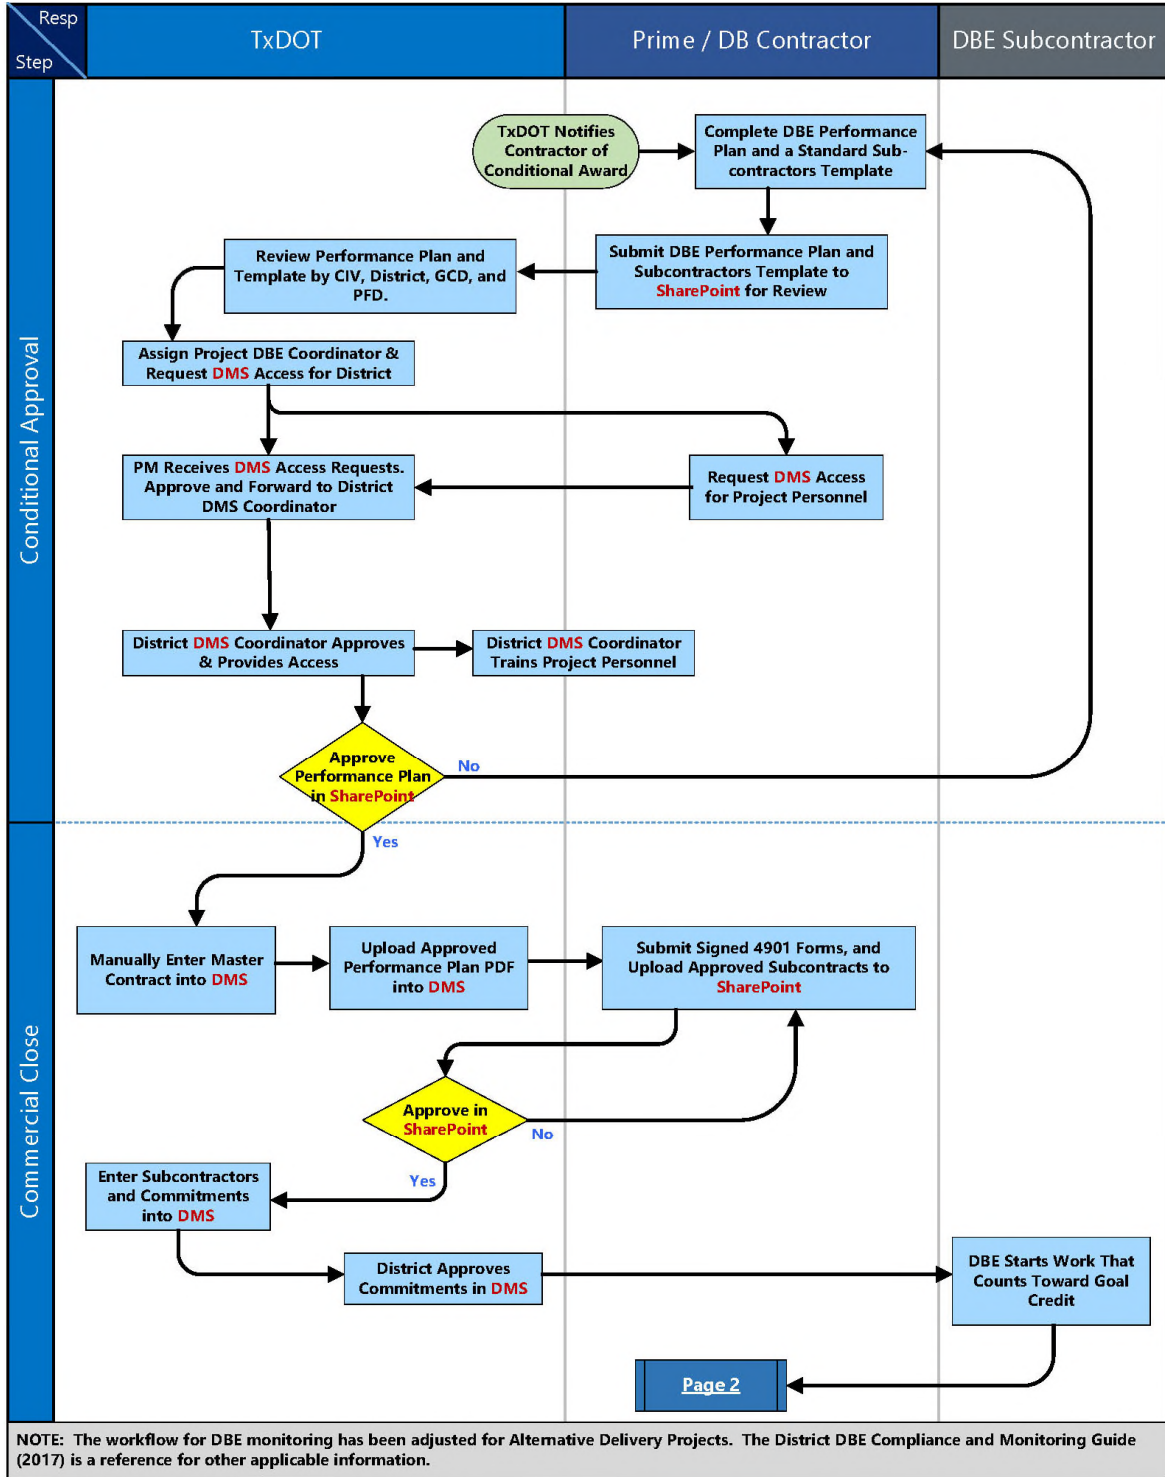 Resp
Step
TxDOT
Prime / DB Contractor
DBE Subcontractor
Conditional Approval
TxDOT Notifies
Contractor of
Conditional Award
Complete DBE Performance
Plan and a Standard Sub-
contractors Template
Submit DBE Performance Plan and
Subcontractors Template to
SharePoint for Review
Review Performance Plan and
Template by CIV, District, GCD, and
PFD.
Assign Project DBE Coordinator &
Request DMS Access for District
PM Receives DMS Access Requests.
Approve and Forward to District
DMS Coordinator
Request DMS Access
for Project Personnel
District DMS Coordinator Approves
& Provides Access
District DMS Coordinator
Trains Project Personnel
Approve
Performance Plan
in SharePoint
No
Yes
Commercial Close
Manually Enter Master
Contract into DMS
Upload Approved
Performance Plan PDF
into DMS
Submit Signed 4901 Forms, and
Upload Approved Subcontracts to
SharePoint
Approve in
SharePoint
No
Yes
Enter Subcontractors
and Commitments
into DMS
District Approves
Commitments in DMS
DBE Starts Work That
Counts Toward Goal
Credit
Page 2
NOTE: The workflow for DBE monitoring has been adjusted for Alternative Delivery Projects. The District DBE Compliance and Monitoring Guide
(2017) is a reference for other applicable information.